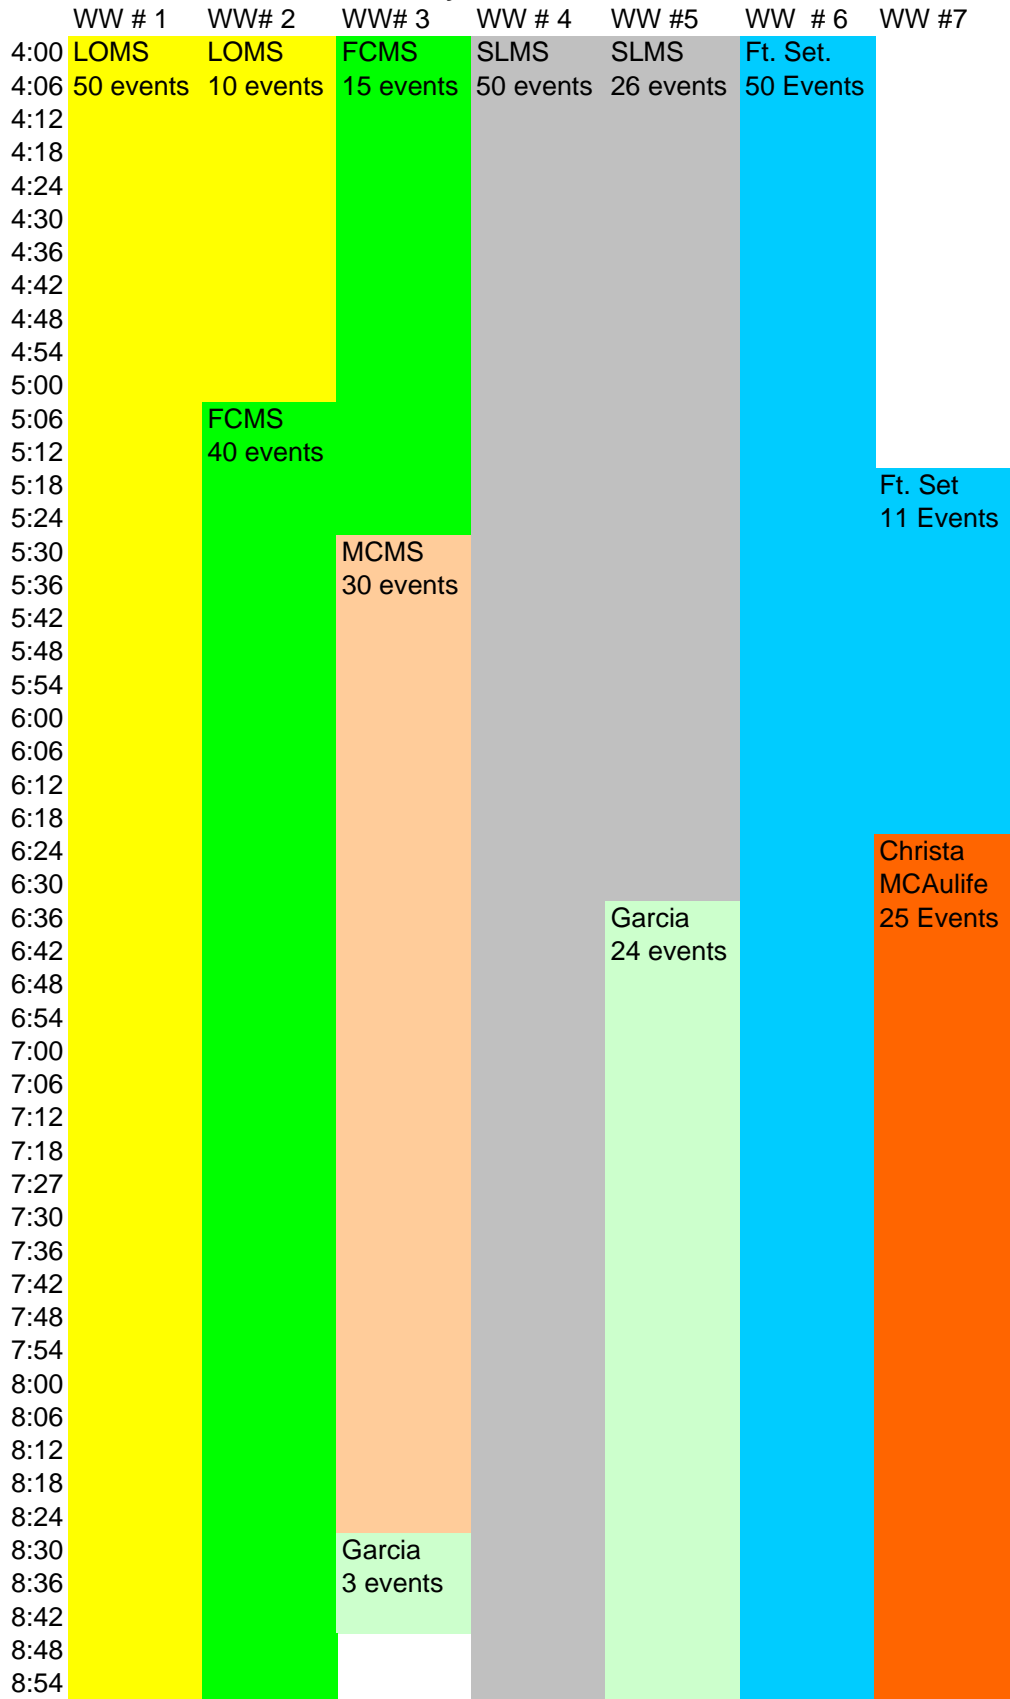 WW # 1 WW# 2 WW# 3 WW # 4 WW #5 WW # 6 WW #7
4:00 LOMS LOMS FCMS SLMS SLMS Ft. Set.
4:06 50 events 10 events 15 events 50 events 26 events 50 Events
4:12
4:18
4:24
4:30
4:36
4:42
4:48
4:54
5:00
5:06 FCMS
5:12 40 events
5:18 Ft. Set
5:24 11 Events
5:30 MCMS
5:36 30 events
5:42
5:48
5:54
6:00
6:06
6:12
6:18
6:24 Christa
6:30 MCAulife
6:36 Garcia 25 Events
6:42 24 events
6:48
6:54
7:00
7:06
7:12
7:18
7:27
7:30
7:36
7:42
7:48
7:54
8:00
8:06
8:12
8:18
8:24
8:30 Garcia
8:36 3 events
8:42
8:48
8:54